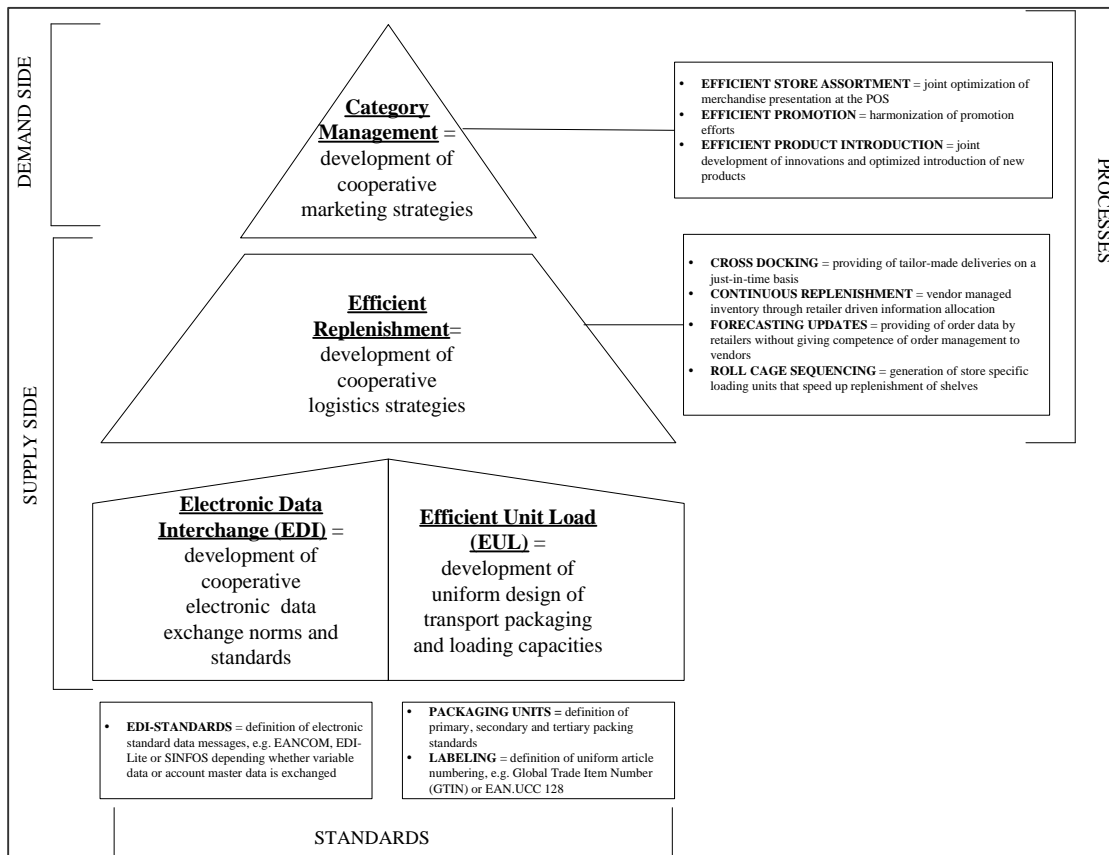 DEMAND SIDE
Category
Management =
development of
cooperative
marketing strategies
• EFFICIENT STORE ASSORTMENT = joint optimization of
merchandise presentation at the POS
• EFFICIENT PROMOTION = harmonization of promotion
efforts
• EFFICIENT PRODUCT INTRODUCTION = joint
development of innovations and optimized introduction of new
products
PROCESSES
SUPPLY SIDE
Efficient
Replenishment=
development of
cooperative
logistics strategies
• CROSS DOCKING = providing of tailor-made deliveries on a
just-in-time basis
• CONTINUOUS REPLENISHMENT = vendor managed
inventory through retailer driven information allocation
• FORECASTING UPDATES = providing of order data by
retailers without giving competence of order management to
vendors
• ROLL CAGE SEQUENCING = generation of store specific
loading units that speed up replenishment of shelves
Electronic Data
Interchange (EDI) =
development of
cooperative
electronic data
exchange norms and
standards
Efficient Unit Load
(EUL) =
development of
uniform design of
transport packaging
and loading capacities
• EDI-STANDARDS = definition of electronic
standard data messages, e.g. EANCOM, EDI-
Lite or SINFOS depending whether variable
data or account master data is exchanged
• PACKAGING UNITS = definition of
primary, secondary and tertiary packing
standards
• LABELING = definition of uniform article
numbering, e.g. Global Trade Item Number
(GTIN) or EAN.UCC 128
STANDARDS